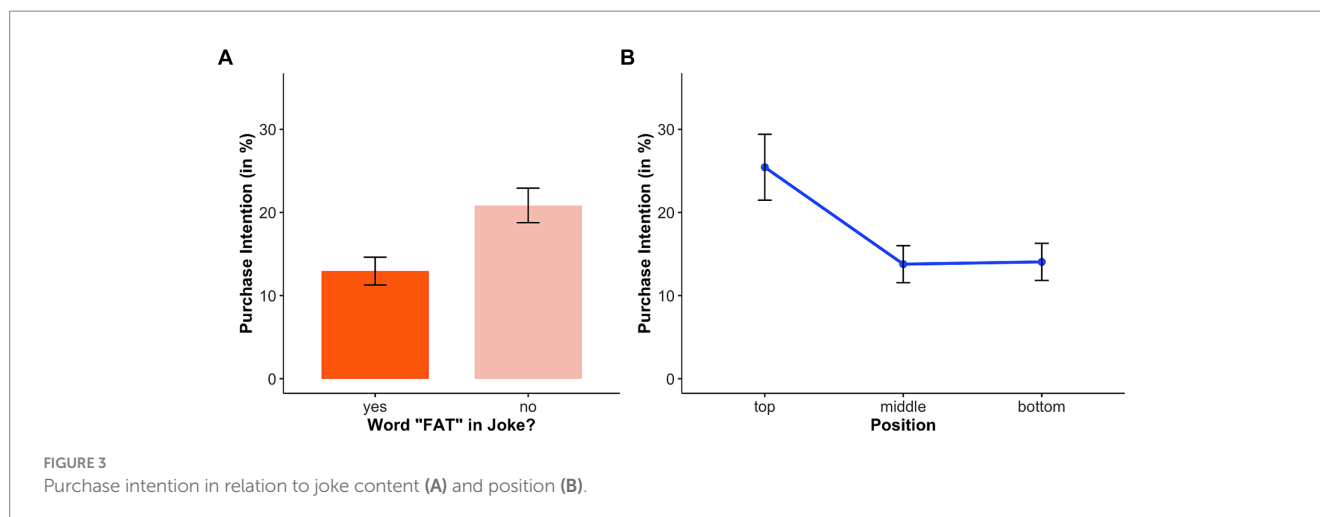 A
Purchase Intention (in %)
30
20
10
0
yes no
Word "FAT" in Joke?
B
Purchase Intention (in %)
30
20
10
0
top middle bottom
Position
FIGURE 3
Purchase intention in relation to joke content (A) and position (B).